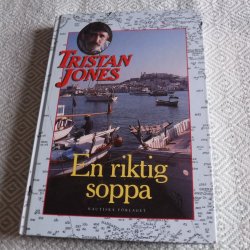 TRISTAN
JONES
En riktig
soppa
NAUTISKA FÖRLAGET